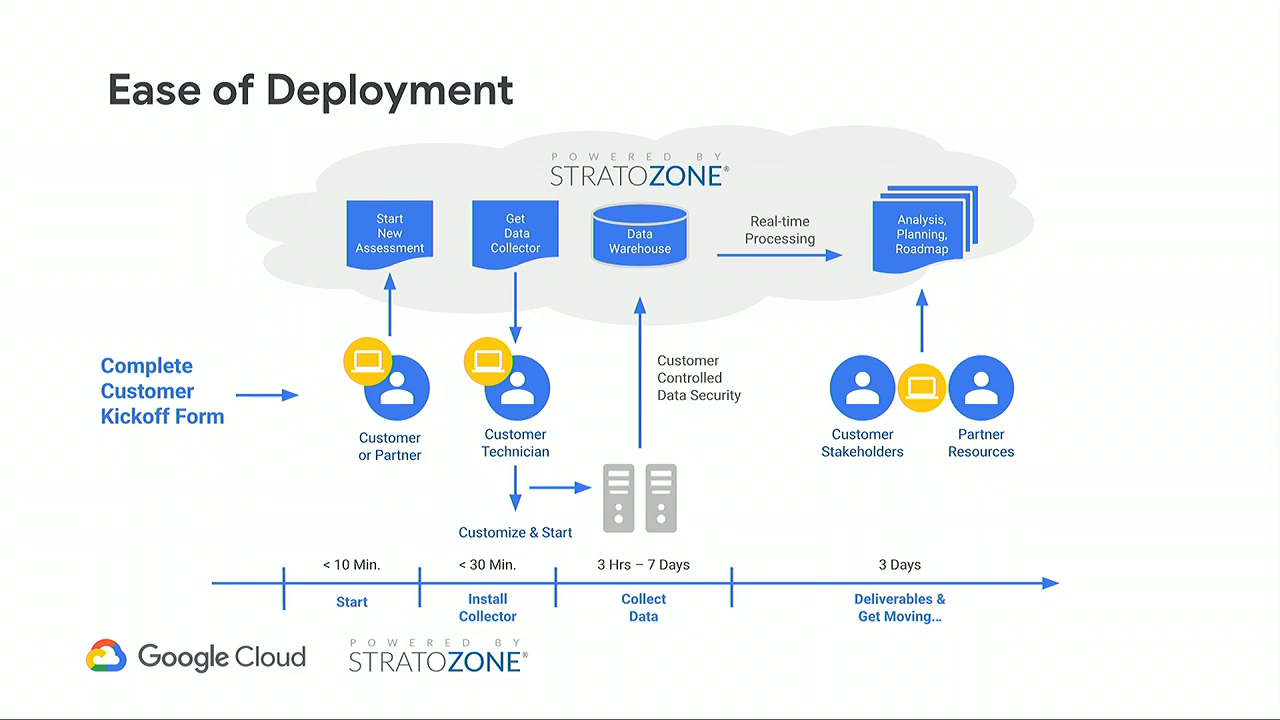 Ease of Deployment
POWERED BY
STRATOZONE®
Start
New
Assessment
Get
Data
Collector
Data
Warehouse
Real-time
Processing
Analysis,
Planning,
Roadmap
Complete
Customer
Kickoff Form
Customer
or Partner
Customer
Technician
Customer
Controlled
Data Security
Customer
Stakeholders
Partner
Resources
Customize & Start
< 10 Min.
< 30 Min.
3 Hrs – 7 Days
3 Days
Start
Install
Collector
Collect
Data
Deliverables &
Get Moving...
Google Cloud
POWERED BY
STRATOZONE®